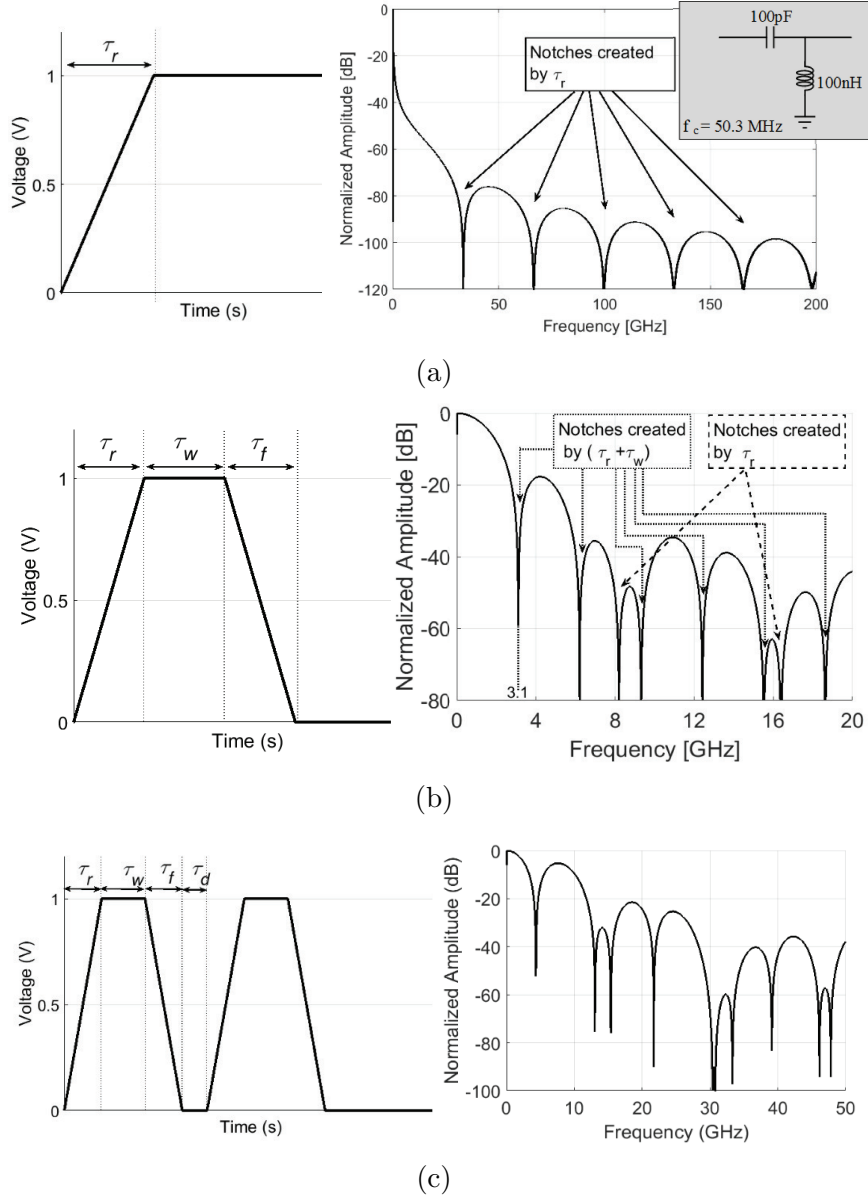 τr
Voltage (V)
1
0.5
0
Time (s)
Normalized Amplitude [dB]
0
-20
-40
-60
-80
-100
-120
0
50
100
150
200
Frequency [GHz]
Notches created
by τr
100pF
100nH
f c = 50.3 MHz
(a)
τr
τw
τf
Voltage (V)
1
0.5
0
Time (s)
Normalized Amplitude [dB]
0
-20
-40
-60
-80
0
4
8
12
16
20
3.1
Frequency [GHz]
Notches created
by ( τr +τw)
Notches created
by τr
(b)
τr
τw
τf
τd
Voltage (V)
1
0.5
0
Time (s)
Normalized Amplitude (dB)
0
-20
-40
-60
-80
-100
0
10
20
30
40
50
Frequency (GHz)
(c)